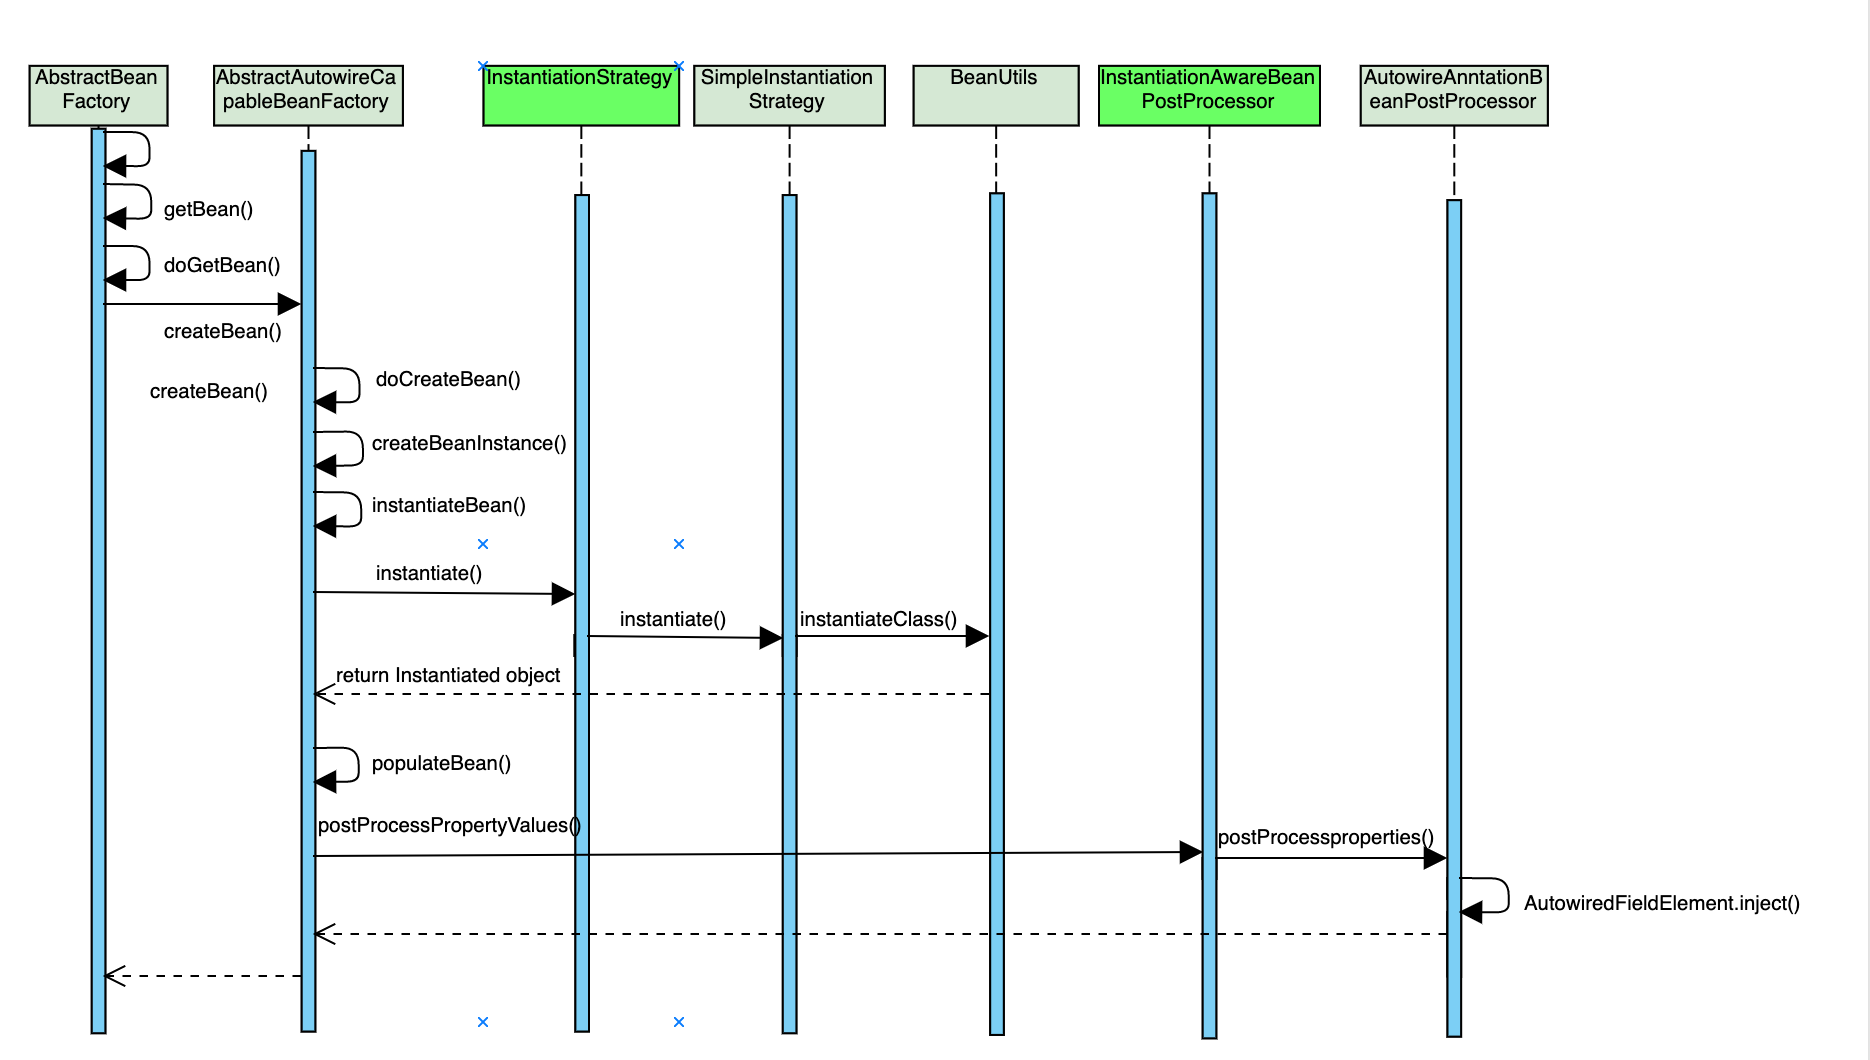 AbstractBean
Factory
AbstractAutowireCa
pableBeanFactory
InstantiationStrategy
SimpleInstantiation
Strategy
BeanUtils
InstantiationAwareBean
PostProcessor
AutowireAnntationB
eanPostProcessor
getBean()
doGetBean()
createBean()
doCreateBean()
createBean()
createBeanInstance()
instantiateBean()
instantiate()
instantiate()
instantiateClass()
return Instantiated object
populateBean()
postProcessPropertyValues()
postProcessproperties()
AutowiredFieldElement.inject()